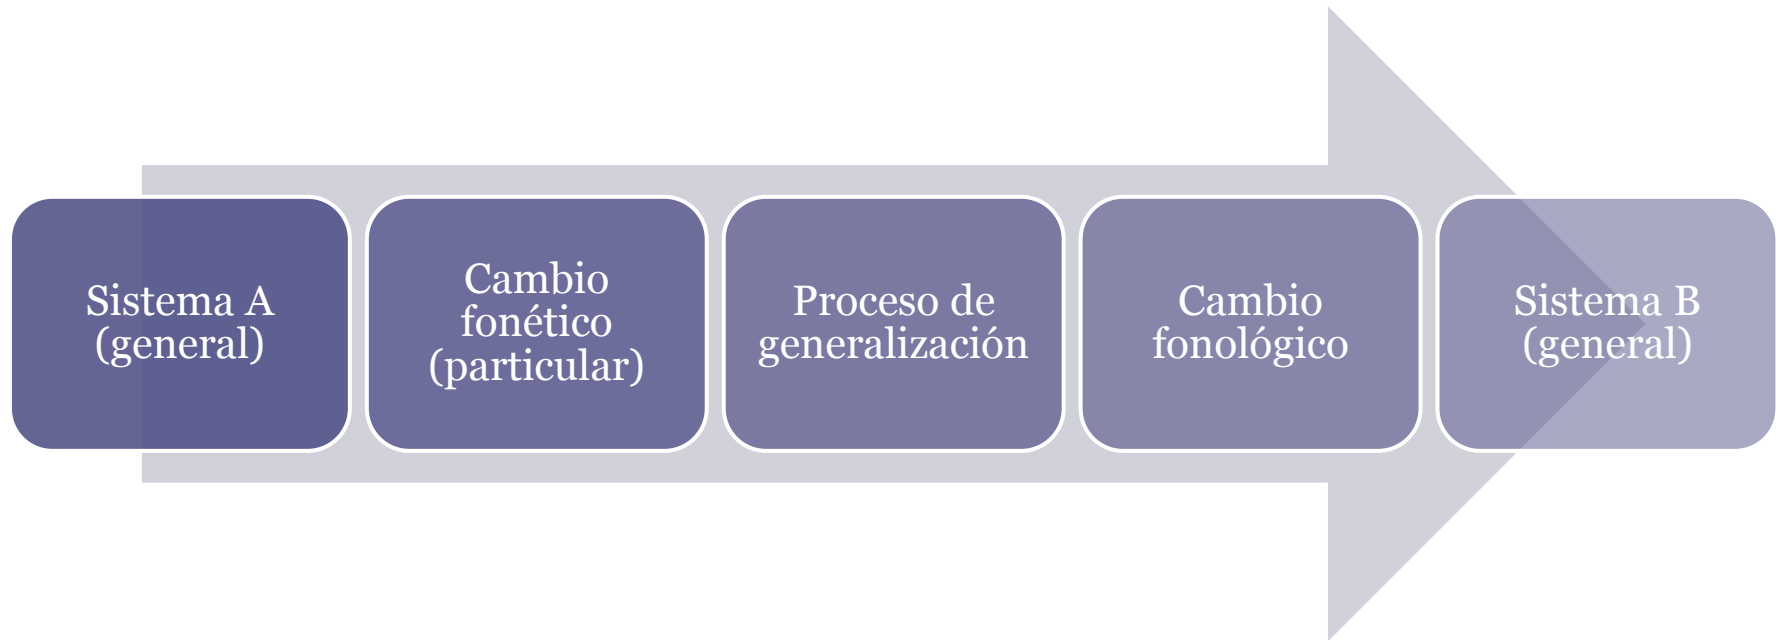 Sistema A
(general)
Cambio
fonético
(particular)
Proceso de
generalización
Cambio
fonológico
Sistema B
(general)